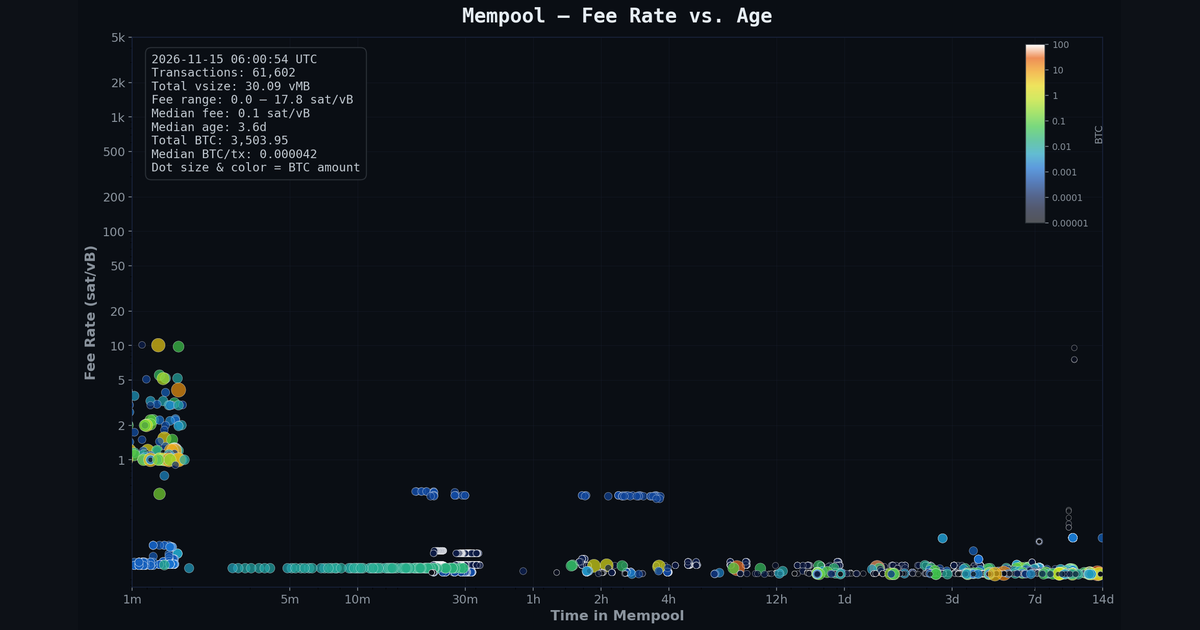 Mempool — Fee Rate vs. Age
2026-11-15 06:00:54 UTC
Transactions: 61,602
Total vsize: 30.09 vMB
Fee range: 0.0 — 17.8 sat/vB
Median fee: 0.1 sat/vB
Median age: 3.6d
Total BTC: 3,503.95
Median BTC/tx: 0.000042
Dot size & color = BTC amount
100
10
1
0.1
0.01
0.001
0.0001
0.00001
BTC
5k
2k
1k
500
200
100
50
20
10
5
2
1
Fee Rate (sat/vB)
1m
5m
10m
30m
1h
2h
4h
12h
1d
3d
7d
14d
Time in Mempool